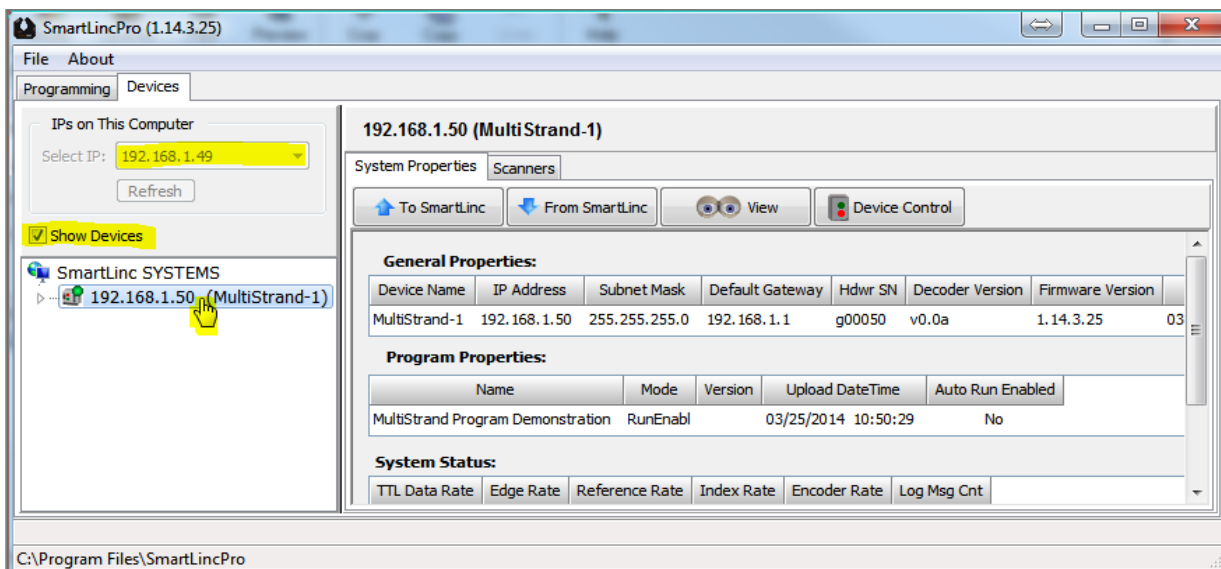 SmartLincPro (1.14.3.25)
File About
Programming Devices
IPs on This Computer
Select IP: 192.168.1.49
Refresh
Show Devices
SmartLinc SYSTEMS
192.168.1.50 (MultiStrand-1)
192.168.1.50 (MultiStrand-1)
System Properties Scanners
To SmartLinc From SmartLinc View Device Control
General Properties:
Device Name IP Address Subnet Mask Default Gateway Hdwr SN Decoder Version Firmware Version
MultiStrand-1 192.168.1.50 255.255.255.0 192.168.1.1 g00050 v0.0a 1.14.3.25 03
Program Properties:
Name Mode Version Upload DateTime Auto Run Enabled
MultiStrand Program Demonstration RunEnabl 03/25/2014 10:50:29 No
System Status:
TTL Data Rate Edge Rate Reference Rate Index Rate Encoder Rate Log Msg Cnt
C:\Program Files\SmartLincPro